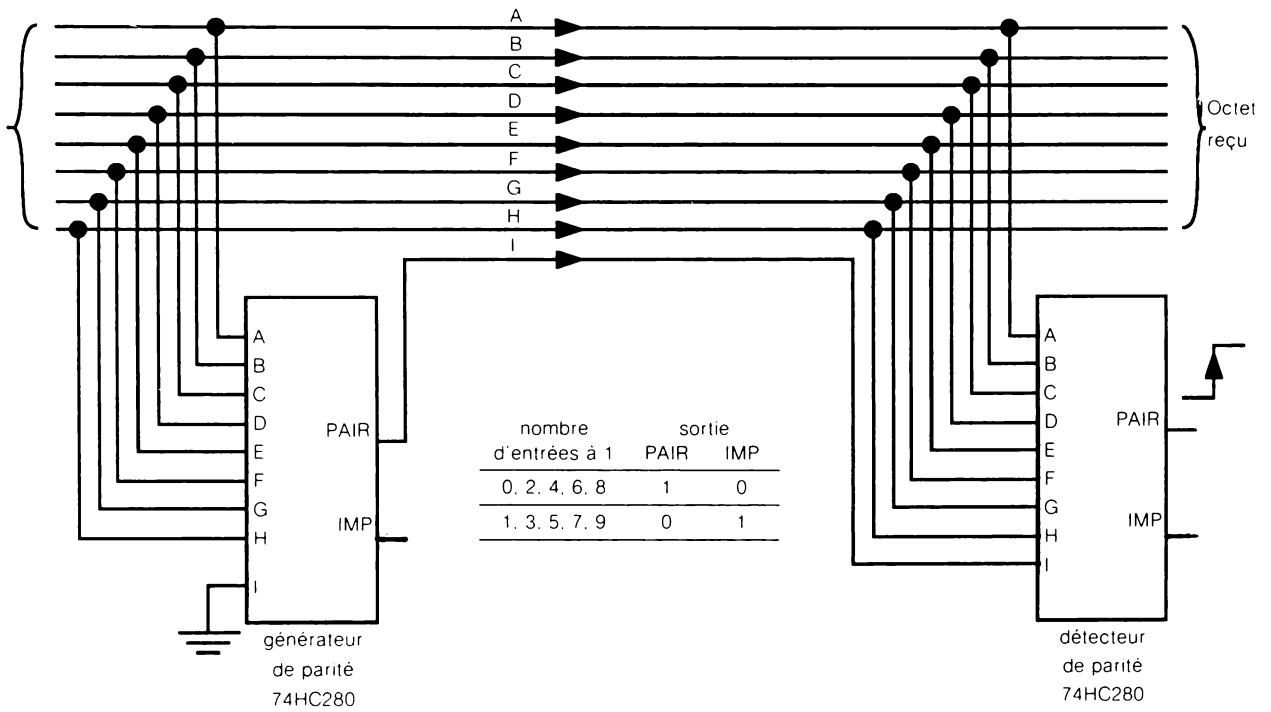 A
B
C
D
E
F
G
H
I
Octet
reçu
A
B
C
D
E
F
G
H
I
PAIR
IMP
générateur
de parité
74HC280
nombre sortie
d'entrées à 1 PAIR IMP
0, 2, 4, 6, 8 1 0
1, 3, 5, 7, 9 0 1
A
B
C
D
E
F
G
H
I
PAIR
IMP
détecteur
de parité
74HC280